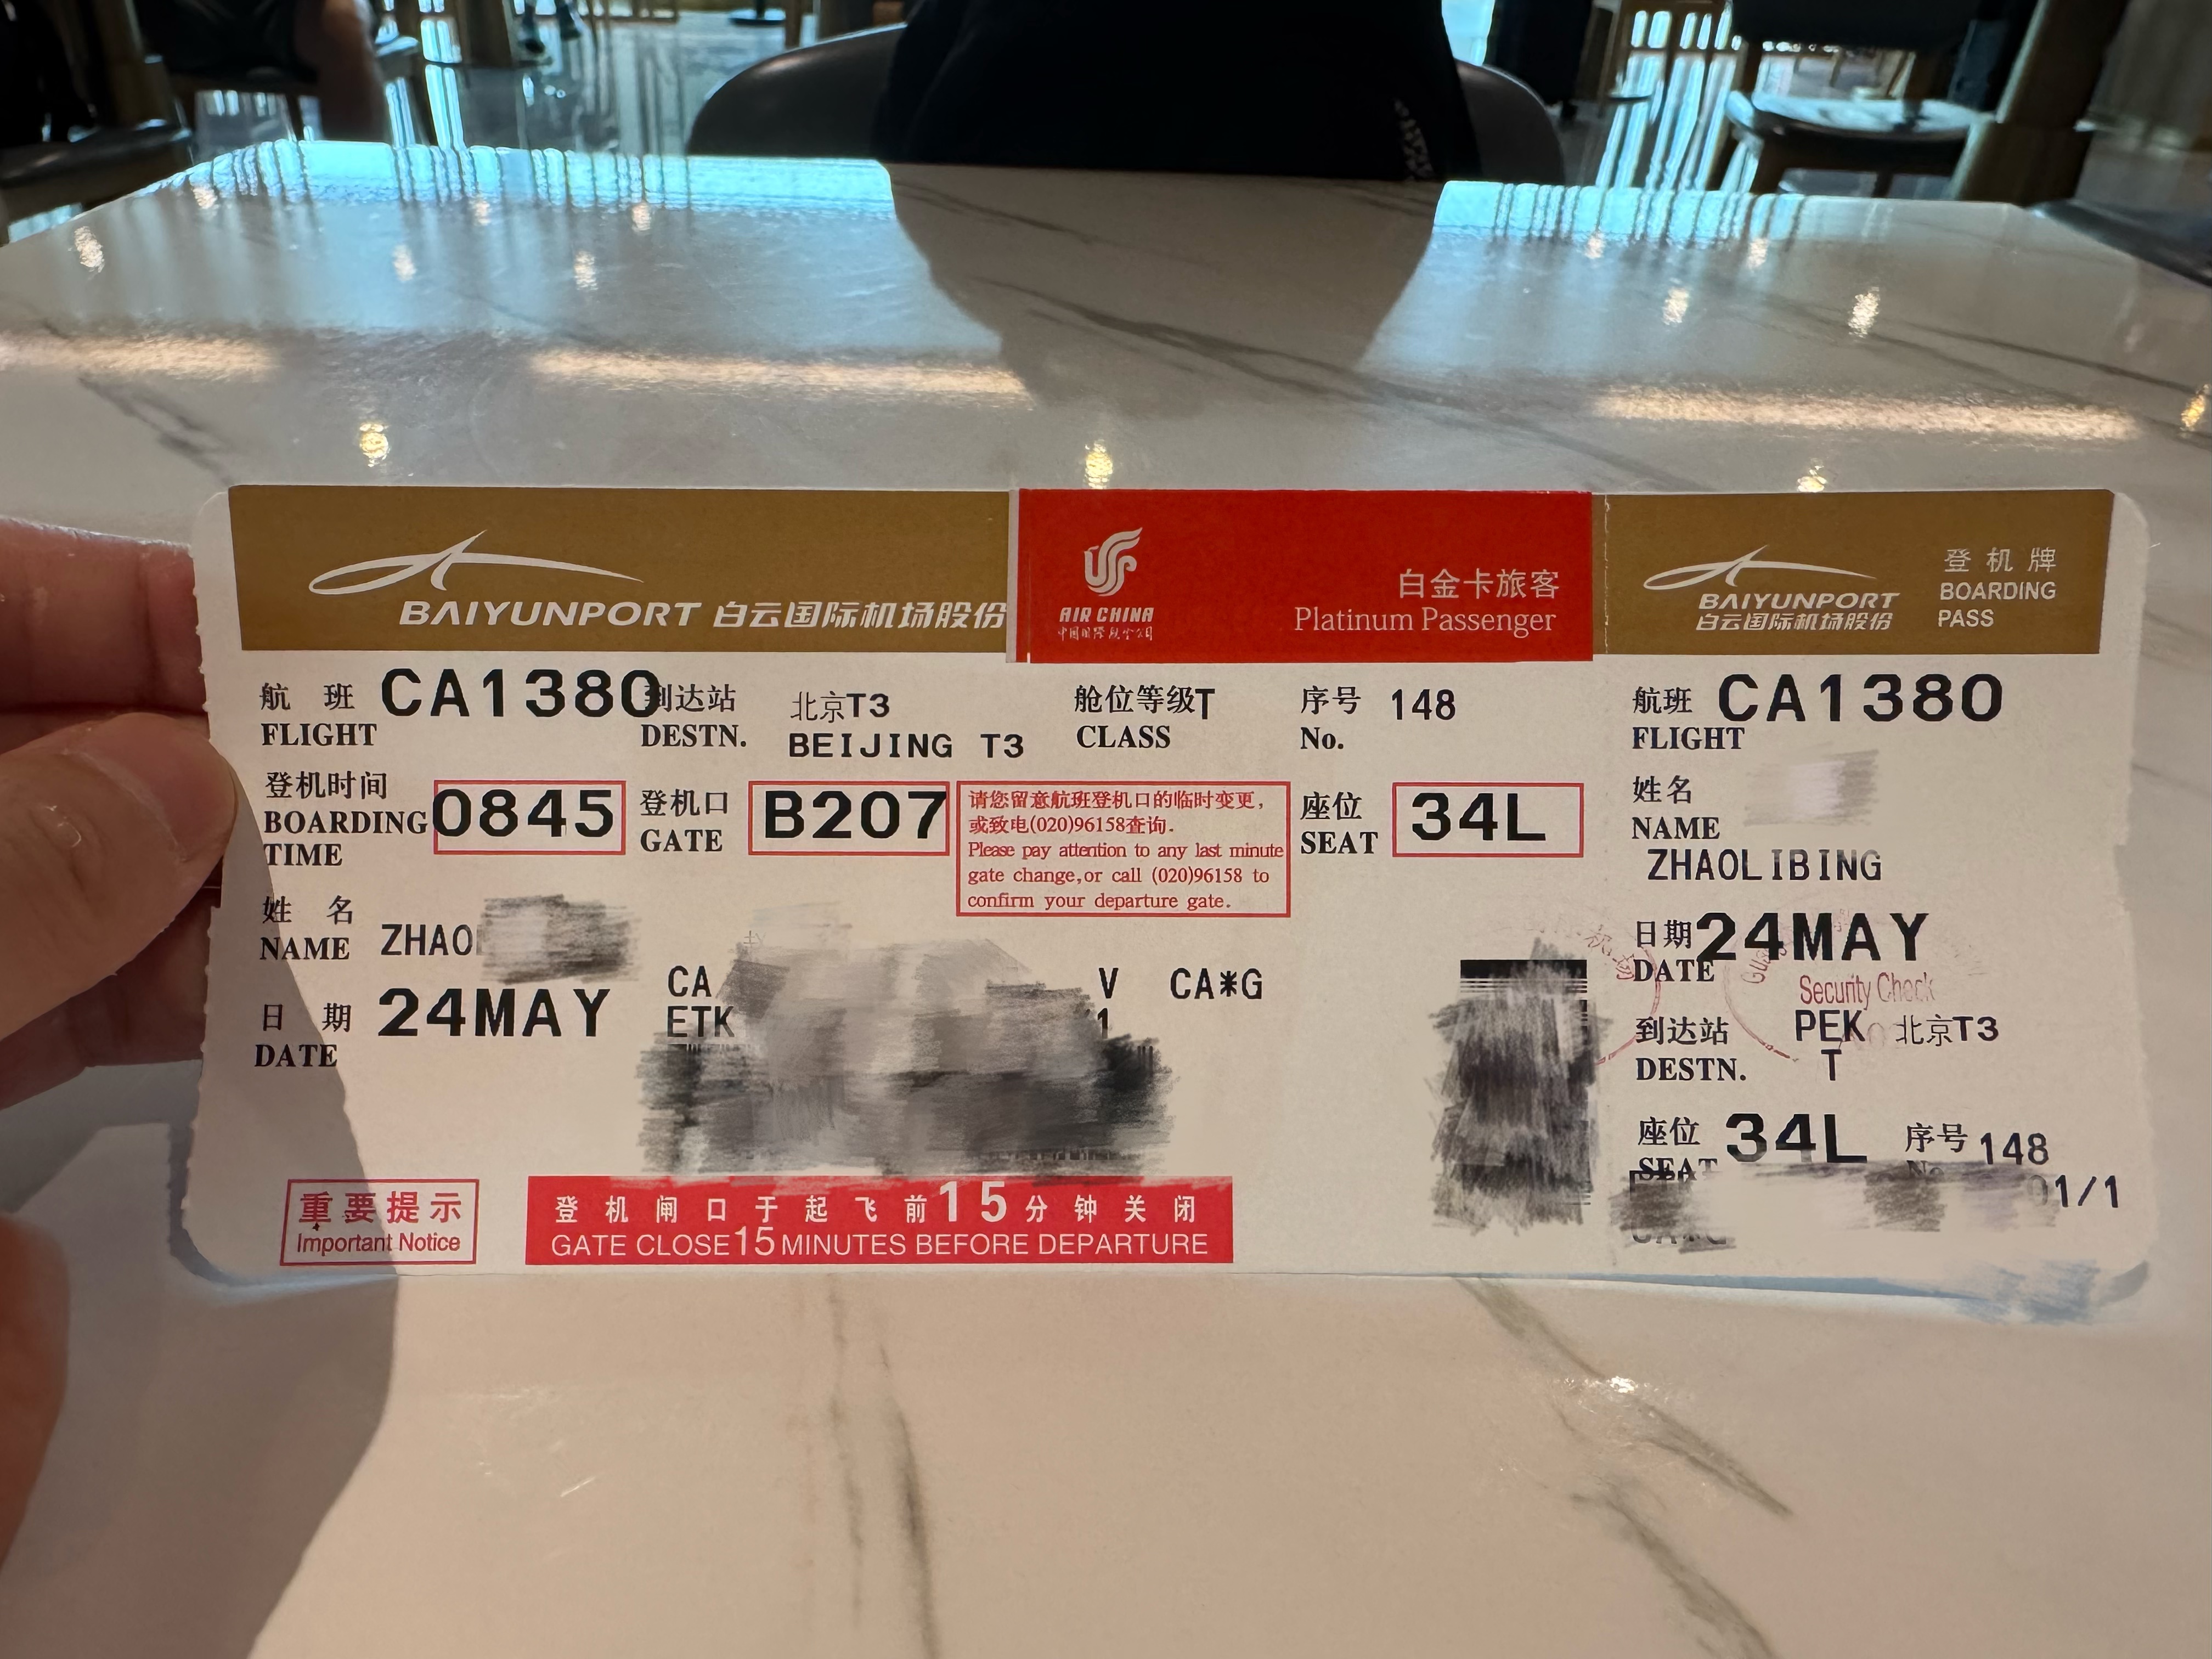 BAIYUNPORT 白云国际机场股份
AIR CHINA
中国国际航空公司
白金卡旅客
Platinum Passenger
BAIYUNPORT
白云国际机场股份
登机牌
BOARDING
PASS
航 班 CA1380
FLIGHT
到达站 北京T3
DESTN. BEIJING T3
舱位等级T
CLASS
序号 148
No.
登机时间
BOARDING 0845
TIME
登机口 B207
GATE
请您留意航班登机口的临时变更,
或致电(020)96158查询.
Please pay attention to any last minute
gate change,or call (020)96158 to
confirm your departure gate.
座位 34L
SEAT
姓 名
NAME ZHAO
日 期 24MAY
DATE
CA V CA*G
ETK 1
重要提示
Important Notice
登机闸口于起飞前15分钟关闭
GATE CLOSE15MINUTES BEFORE DEPARTURE
航班 CA1380
FLIGHT
姓名
NAME
ZHAOLIBING
日期 24MAY
DATE
Security Check
到达站 PEK 北京T3
DESTN. T
座位 34L 序号 148
SEAT No
1/1